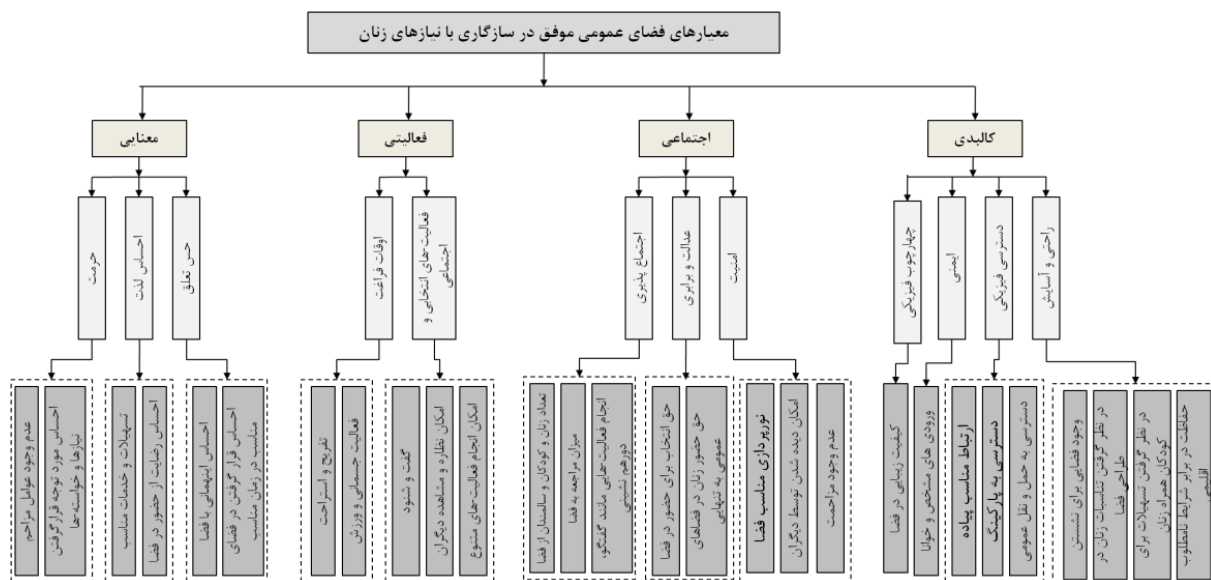 معیارهای فضای عمومی موفق در سازگاری با نیازهای زنان
کالبدی
اجتماعی
فعالیتی
معنایی
راحتی و آسایش
دسترسی فیزیکی
ایمنی
چهارچوب فیزیکی
امنیت
عدالت و برابری
اجتماع پذیری
فعالیت-های انتخابی و
اجتماعی
اوقات فراغت
حس تعلق
احساس لذت
حرمت
حفاظت در برابر شرایط نامطلوب
اقلیمی
در نظر گرفتن تسهیلات برای
کودکان همراه زنان
در نظر گرفتن تناسبات زنان در
طراحی فضا
وجود فضایی برای نشستن
دسترسی به حمل و نقل عمومی
دسترسی به پارکینک
ارتباط مناسب پیاده
ورودی های مشخص و خوانا
کیفیت زیبایی در فضا
عدم وجود مزاحمت
امکان دیده شدن توسط دیگران
نورپردازی مناسب فضا
حق حضور زنان در فضاهای
عمومی به تنهایی
حق انتخاب برای حضور در فضا
انجام فعالیت-هایی مانند گفتگو،
دورهم نشینی
میزان مراجعه به فضا
تعداد زنان و کودکان و سالمندان از فضا
امکان انجام فعالیت-های متنوع
امکان نظاره و مشاهده دیگران
گفت و شنود
فعالیت جسمانی و ورزش
تفریح و استراحت
احساس قرار گرفتن در فضای
مناسب در زمان مناسب
احساس اینهمانی با فضا
احساس رضایت از حضور در فضا
تسهیلات و خدمات مناسب
احساس مورد توجه قرار گرفتن
نیازها و خواسته-ها
عدم وجود عوامل مزاحم